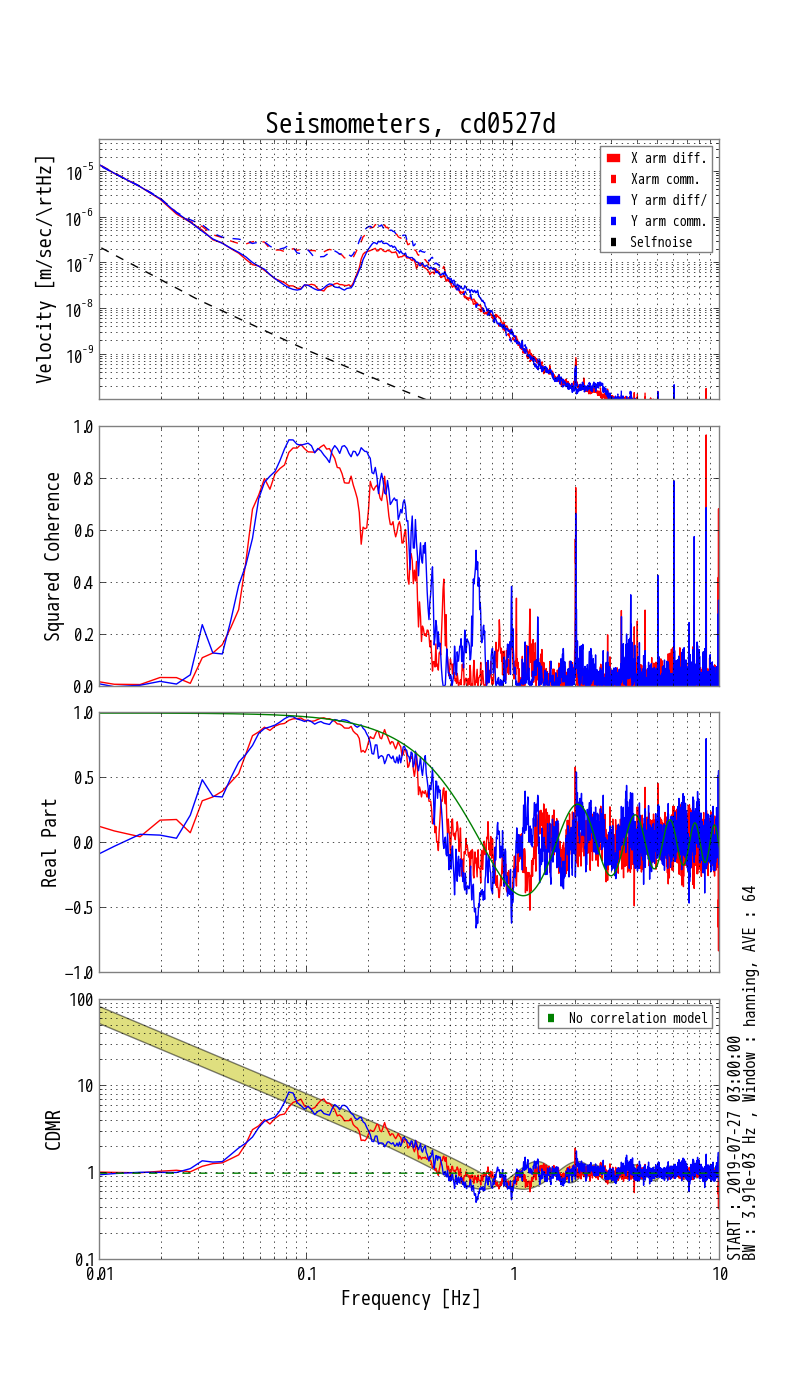 Seismometers, cd0527d
Velocity [m/sec/\rtHz]
10^-5
10^-6
10^-7
10^-8
10^-9
X arm diff.
Xarm comm.
Y arm diff/
Y arm comm.
Selfnoise
Squared Coherence
1.0
0.8
0.6
0.4
0.2
0.0
Real Part
1.0
0.5
0.0
−0.5
−1.0
CDMR
100
10
1
0.1
No correlation model
0.01
0.1
1
10
Frequency [Hz]
START : 2019-07-27 03:00:00
BW : 3.91e-03 Hz , Window : hanning, AVE : 64